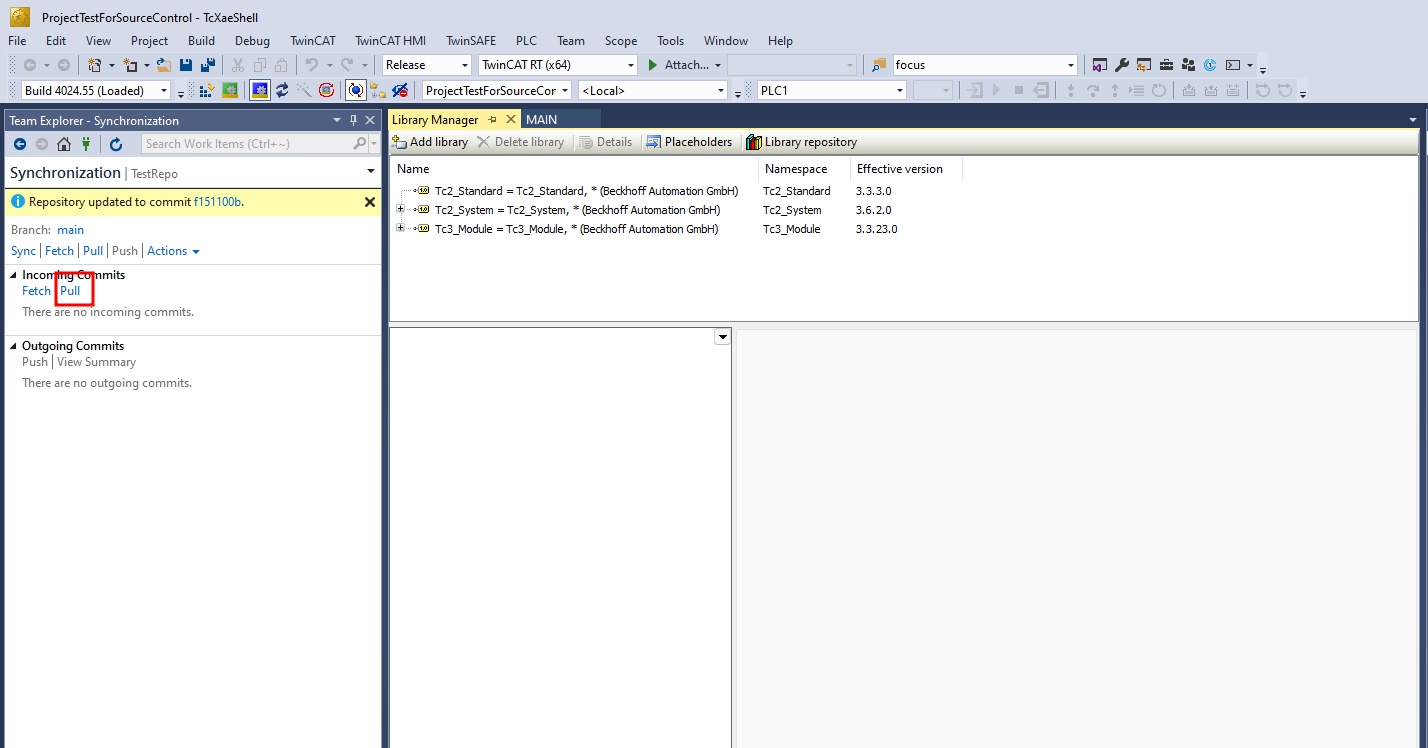 ProjectTestForSourceControl - TcXaeShell
File Edit View Project Build Debug TwinCAT TwinCAT HMI TwinSAFE PLC Team Scope Tools Window Help
Release TwinCAT RT (x64) Attach... focus
Build 4024.55 (Loaded) ProjectTestForSourceCor <Local> PLC1
Team Explorer - Synchronization
Search Work Items (Ctrl+~)
Synchronization | TestRepo
Repository updated to commit f151100b.
Branch: main
Sync | Fetch | Pull | Push | Actions
Incoming Commits
Fetch Pull
There are no incoming commits.
Outgoing Commits
Push | View Summary
There are no outgoing commits.
Library Manager MAIN
Add library Delete library Details Placeholders Library repository
Name Namespace Effective version
Tc2_Standard = Tc2_Standard, * (Beckhoff Automation GmbH) Tc2_Standard 3.3.3.0
Tc2_System = Tc2_System, * (Beckhoff Automation GmbH) Tc2_System 3.6.2.0
Tc3_Module = Tc3_Module, * (Beckhoff Automation GmbH) Tc3_Module 3.3.23.0